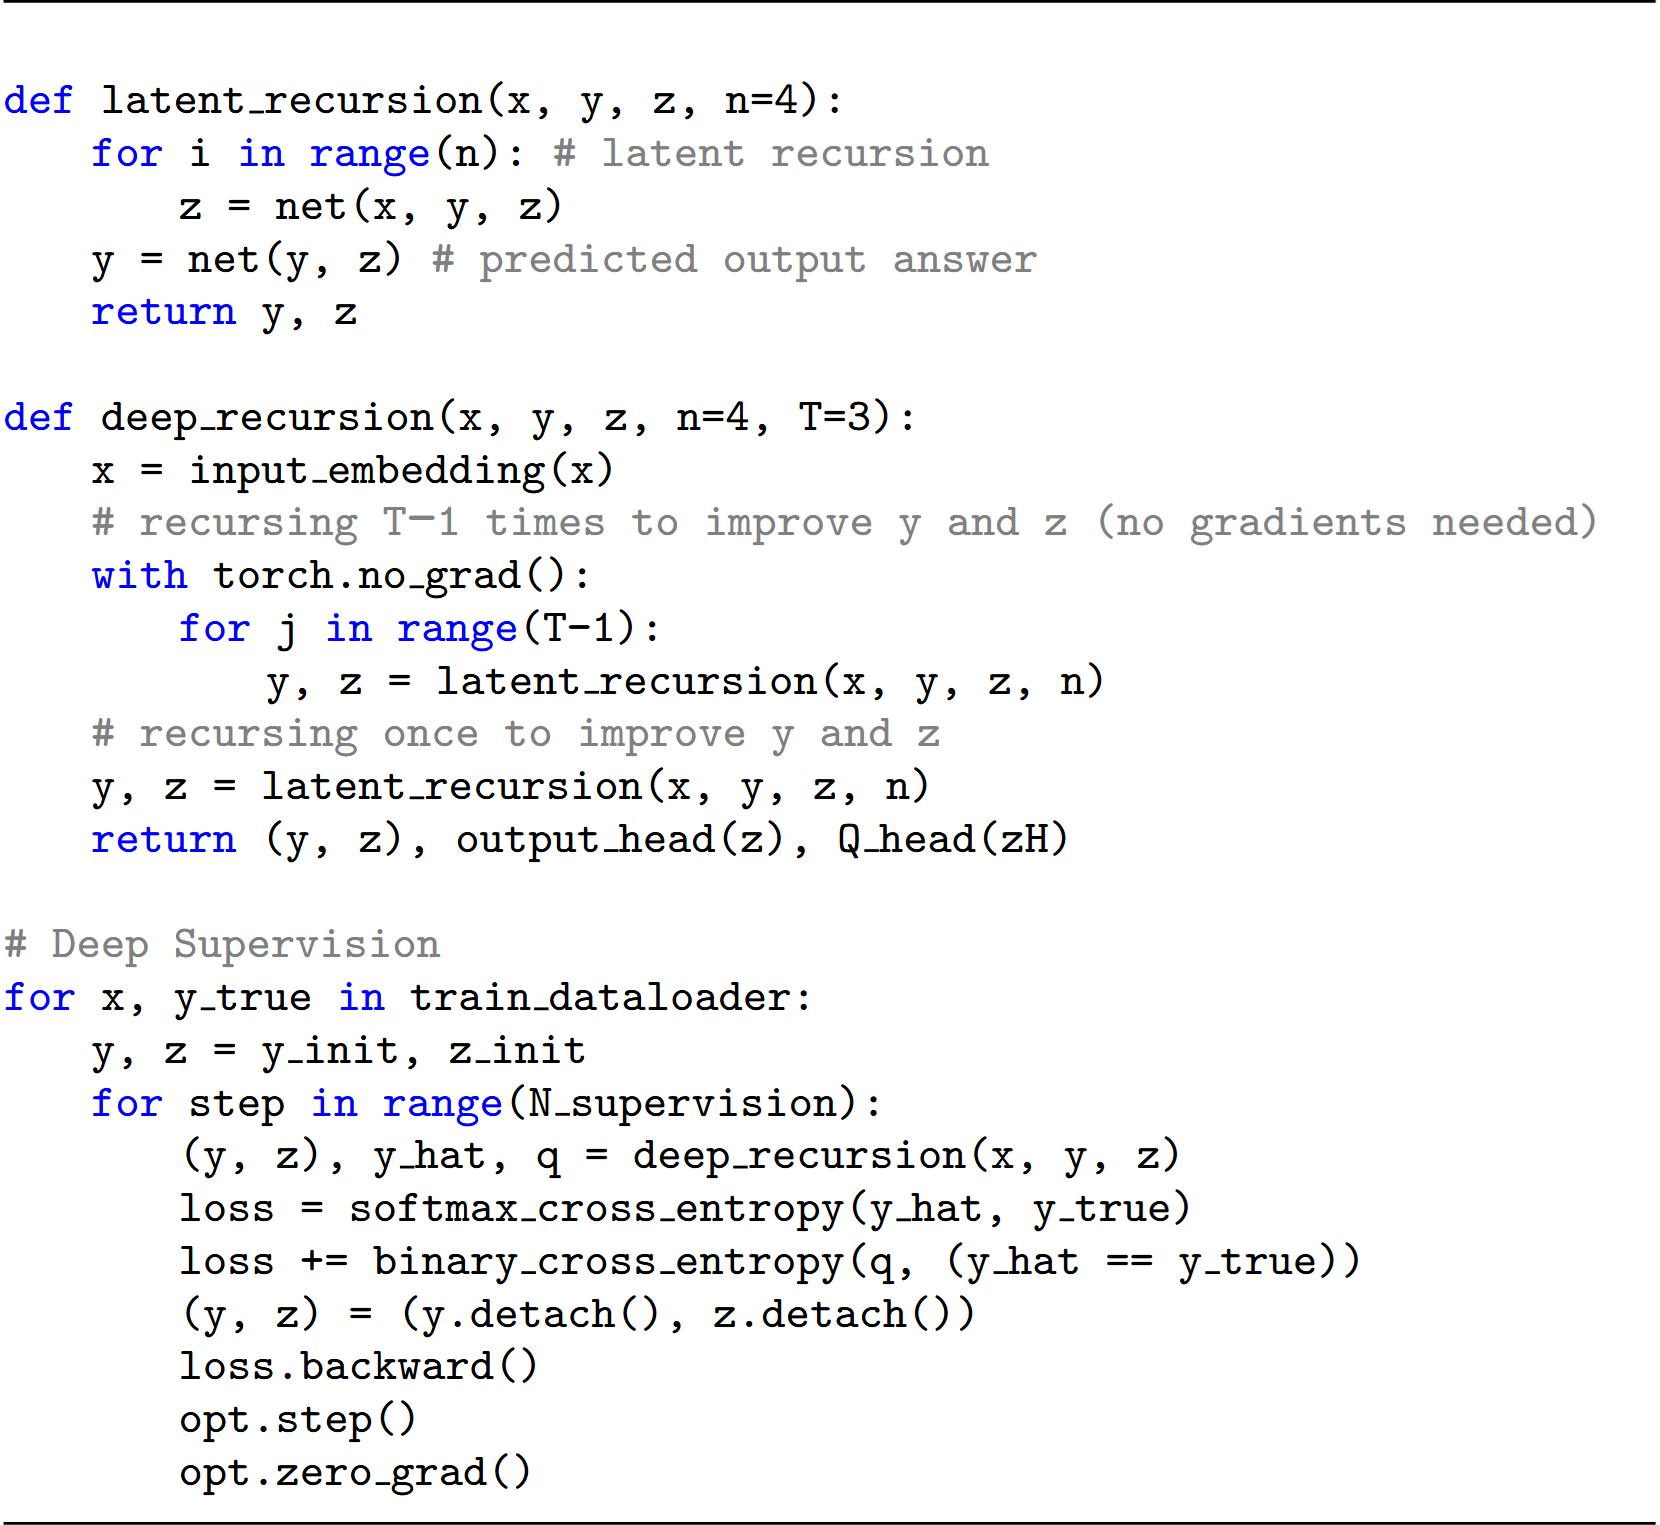 def latent_recursion(x, y, z, n=4):
    for i in range(n): # latent recursion
        z = net(x, y, z)
    y = net(y, z) # predicted output answer
    return y, z

def deep_recursion(x, y, z, n=4, T=3):
    x = input_embedding(x)
    # recursing T−1 times to improve y and z (no gradients needed)
    with torch.no_grad():
        for j in range(T−1):
            y, z = latent_recursion(x, y, z, n)
    # recursing once to improve y and z
    y, z = latent_recursion(x, y, z, n)
    return (y, z), output_head(z), Q_head(zH)

# Deep Supervision
for x, y_true in train_dataloader:
    y, z = y_init, z_init
    for step in range(N_supervision):
        (y, z), y_hat, q = deep_recursion(x, y, z)
        loss = softmax_cross_entropy(y_hat, y_true)
        loss += binary_cross_entropy(q, (y_hat == y_true))
        (y, z) = (y.detach(), z.detach())
        loss.backward()
        opt.step()
        opt.zero_grad()